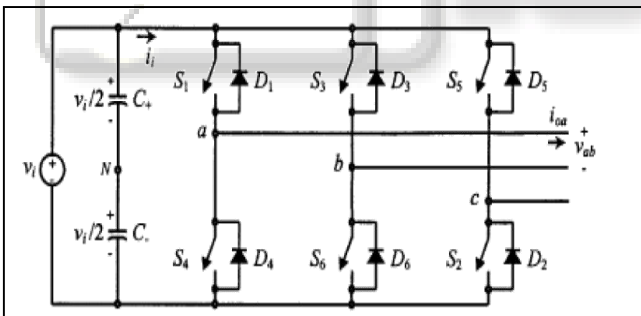 i_i
+
v_i/2 C_+
-
S_1 D_1 S_3 D_3 S_5 D_5
i_oa
a
+
v_ab
-
v_i + -
N
b
c
+
v_i/2 C_-
-
S_4 D_4 S_6 D_6 S_2 D_2